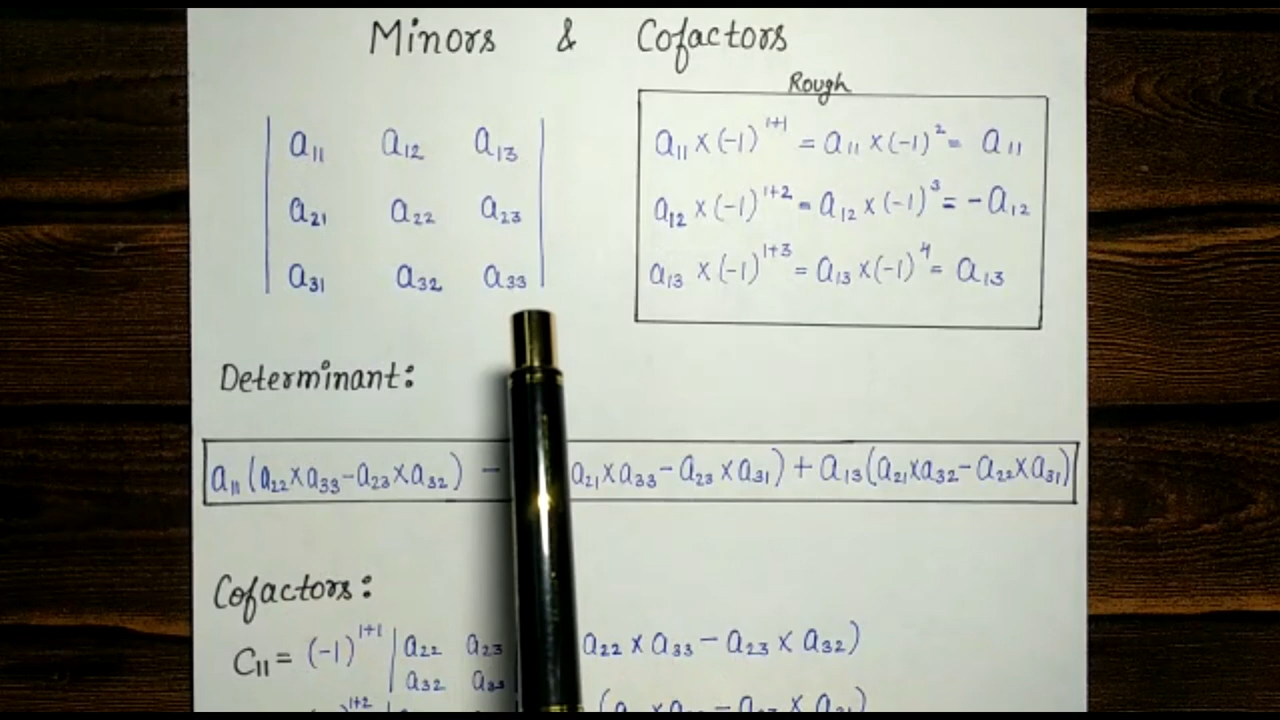 Minors & Cofactors
Rough
a₁₁ a₁₂ a₁₃
a₂₁ a₂₂ a₂₃
a₃₁ a₃₂ a₃₃
a₁₁ × (-1)¹⁺¹ = a₁₁ × (-1)² = a₁₁
a₁₂ × (-1)¹⁺² = a₁₂ × (-1)³ = -a₁₂
a₁₃ × (-1)¹⁺³ = a₁₃ × (-1)⁴ = a₁₃
Determinant:
a₁₁(a₂₂×a₃₃-a₂₃×a₃₂) - a₂₁×a₃₃-a₂₃×a₃₁) + a₁₃(a₂₁×a₃₂-a₂₂×a₃₁)
Cofactors:
C₁₁ = (-1)¹⁺¹ | a₂₂ a₂₃ a₂₂ × a₃₃ - a₂₃ × a₃₂)
a₃₂ a₃₃
1+2